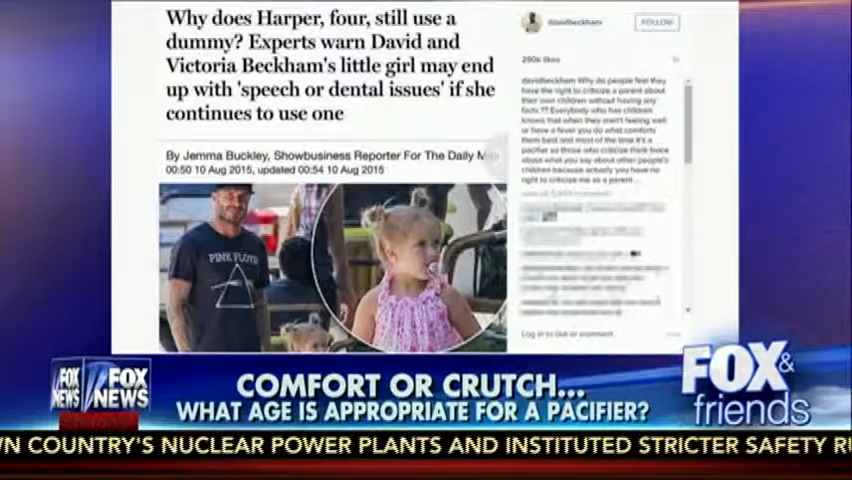 Why does Harper, four, still use a
dummy? Experts warn David and
Victoria Beckham's little girl may end
up with 'speech or dental issues' if she
continues to use one
By Jemma Buckley, Showbusiness Reporter For The Daily M
00:50 10 Aug 2015, updated 00:54 10 Aug 2015
PINK FLOYD
davidbeckham
FOLLOW
290k likes
davidbeckham Why do people feel they
have the right to criticize a parent about
their own children without having any
facts ?? Everybody who has children
knows that when they aren't feeling well
or have a fever you do what comforts
them best and most of the time it's a
pacifier so those who criticize think twice
about what you say about other people's
children because actually you have no
right to criticize me as a parent ...
Log in to like or comment.
FOX NEWS
FOX NEWS
COMFORT OR CRUTCH...
WHAT AGE IS APPROPRIATE FOR A PACIFIER?
FOX &
friends
WN COUNTRY'S NUCLEAR POWER PLANTS AND INSTITUTED STRICTER SAFETY RU